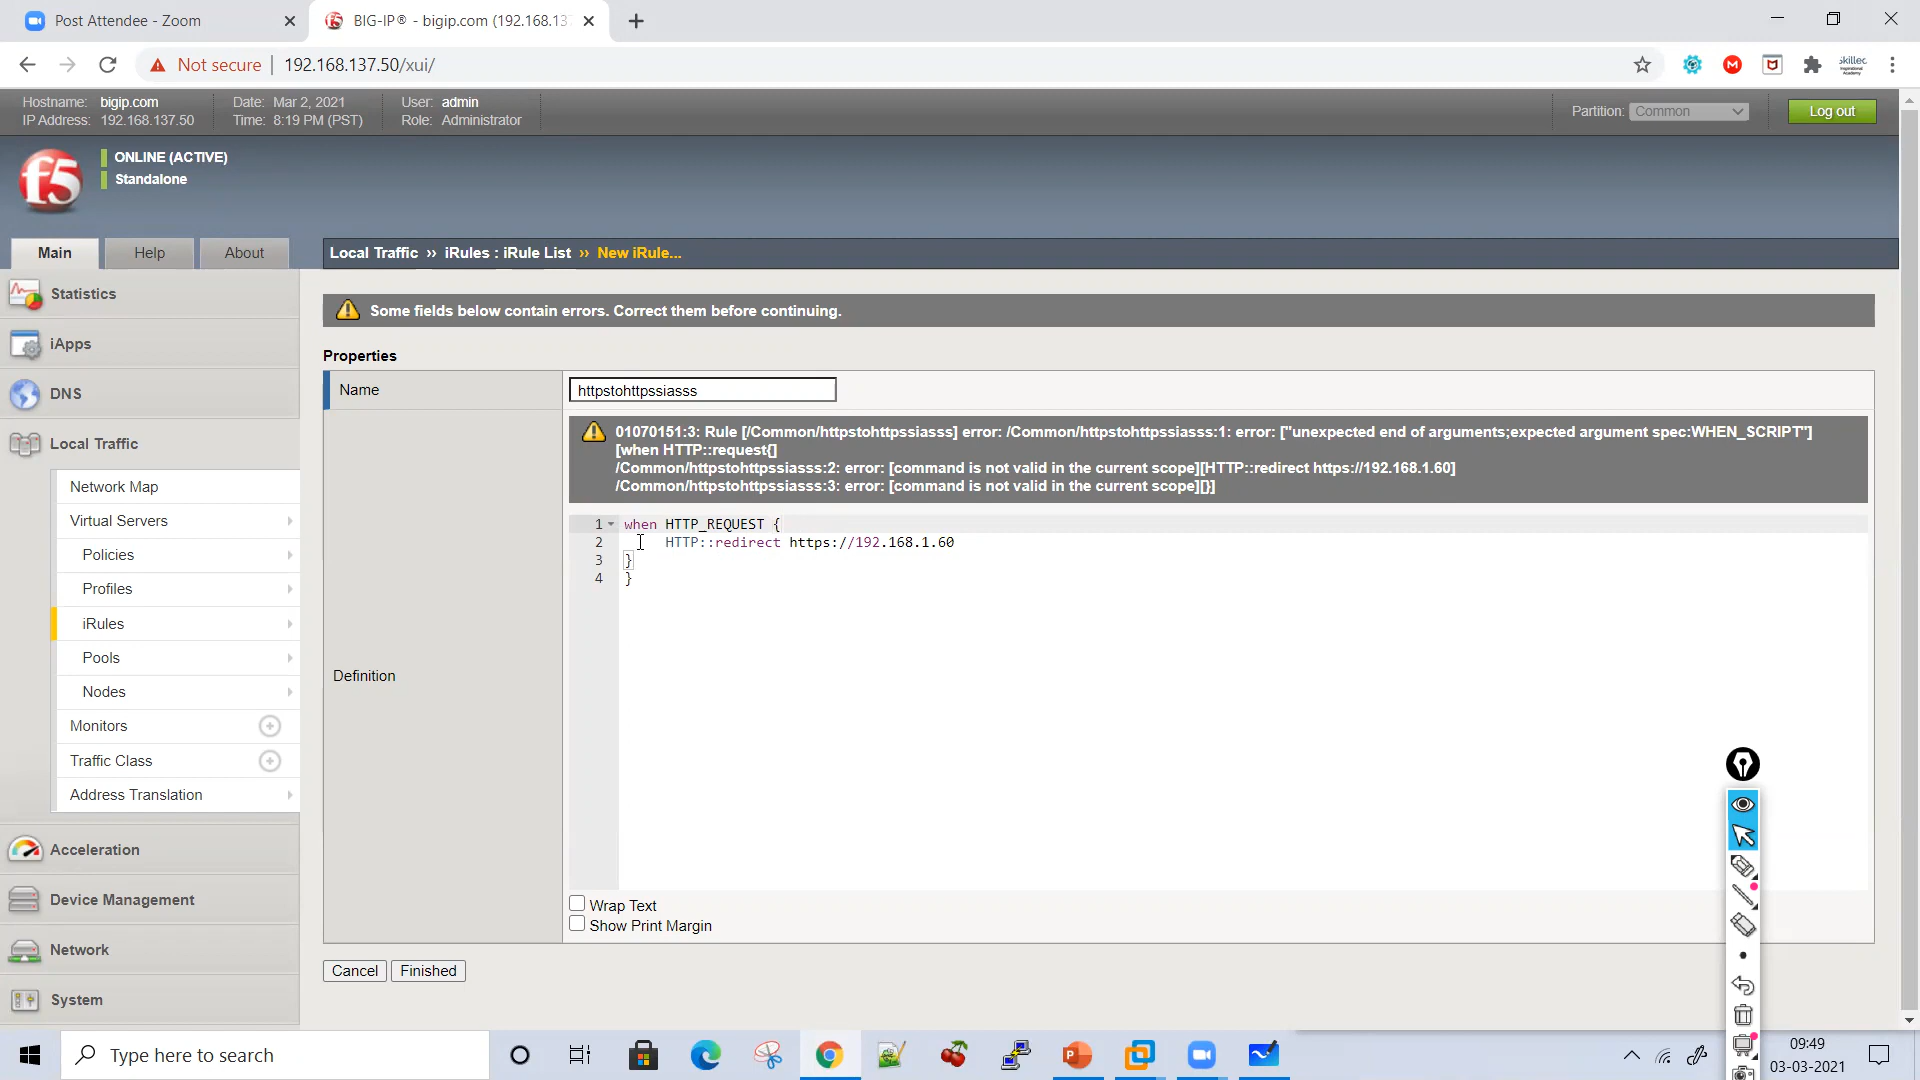 Post Attendee - Zoom
BIG-IP® - bigip.com (192.168.137
Not secure
192.168.137.50/xui/
skillec
Hostname: bigip.com
IP Address: 192.168.137.50
Date: Mar 2, 2021
Time: 8:19 PM (PST)
User: admin
Role: Administrator
Partition: Common
Log out
f5
ONLINE (ACTIVE)
Standalone
Main
Help
About
Local Traffic ›› iRules : iRule List ›› New iRule...
Statistics
iApps
DNS
Local Traffic
Network Map
Virtual Servers
Policies
Profiles
iRules
Pools
Nodes
Monitors
Traffic Class
Address Translation
Acceleration
Device Management
Network
System
Some fields below contain errors. Correct them before continuing.
Properties
Name
httpstohttpssiasss
01070151:3: Rule [/Common/httpstohttpssiasss] error: /Common/httpstohttpssiasss:1: error: ["unexpected end of arguments;expected argument spec:WHEN_SCRIPT"]
[when HTTP::request{]
/Common/httpstohttpssiasss:2: error: [command is not valid in the current scope][HTTP::redirect https://192.168.1.60]
/Common/httpstohttpssiasss:3: error: [command is not valid in the current scope][}]
Definition
1 when HTTP_REQUEST {
2 HTTP::redirect https://192.168.1.60
3 }
4 }
Wrap Text
Show Print Margin
Cancel
Finished
Type here to search
09:49
03-03-2021